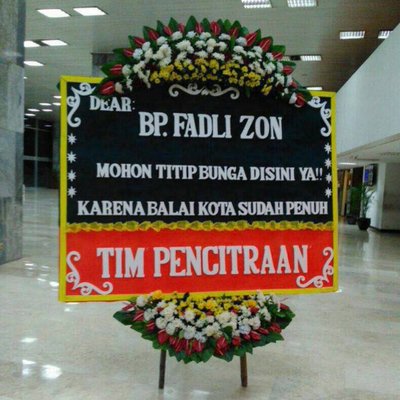 DEAR:
BP. FADLI ZON
MOHON TITIP BUNGA DISINI YA!!
KARENA BALAI KOTA SUDAH PENUH
TIM PENCITRAAN